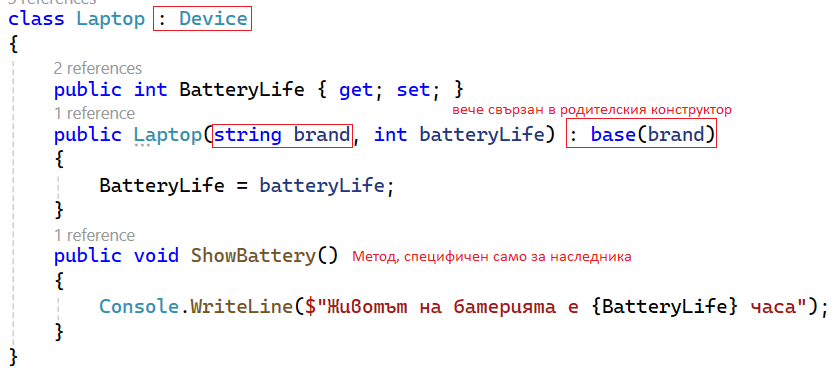 3 references
class Laptop : Device
{
2 references
public int BatteryLife { get; set; }
1 reference
вече свързан в родителския конструктор
public Laptop(string brand, int batteryLife) : base(brand)
{
BatteryLife = batteryLife;
}
1 reference
public void ShowBattery() Метод, специфичен само за наследника
{
Console.WriteLine($"Животът на батерията е {BatteryLife} часа");
}
}